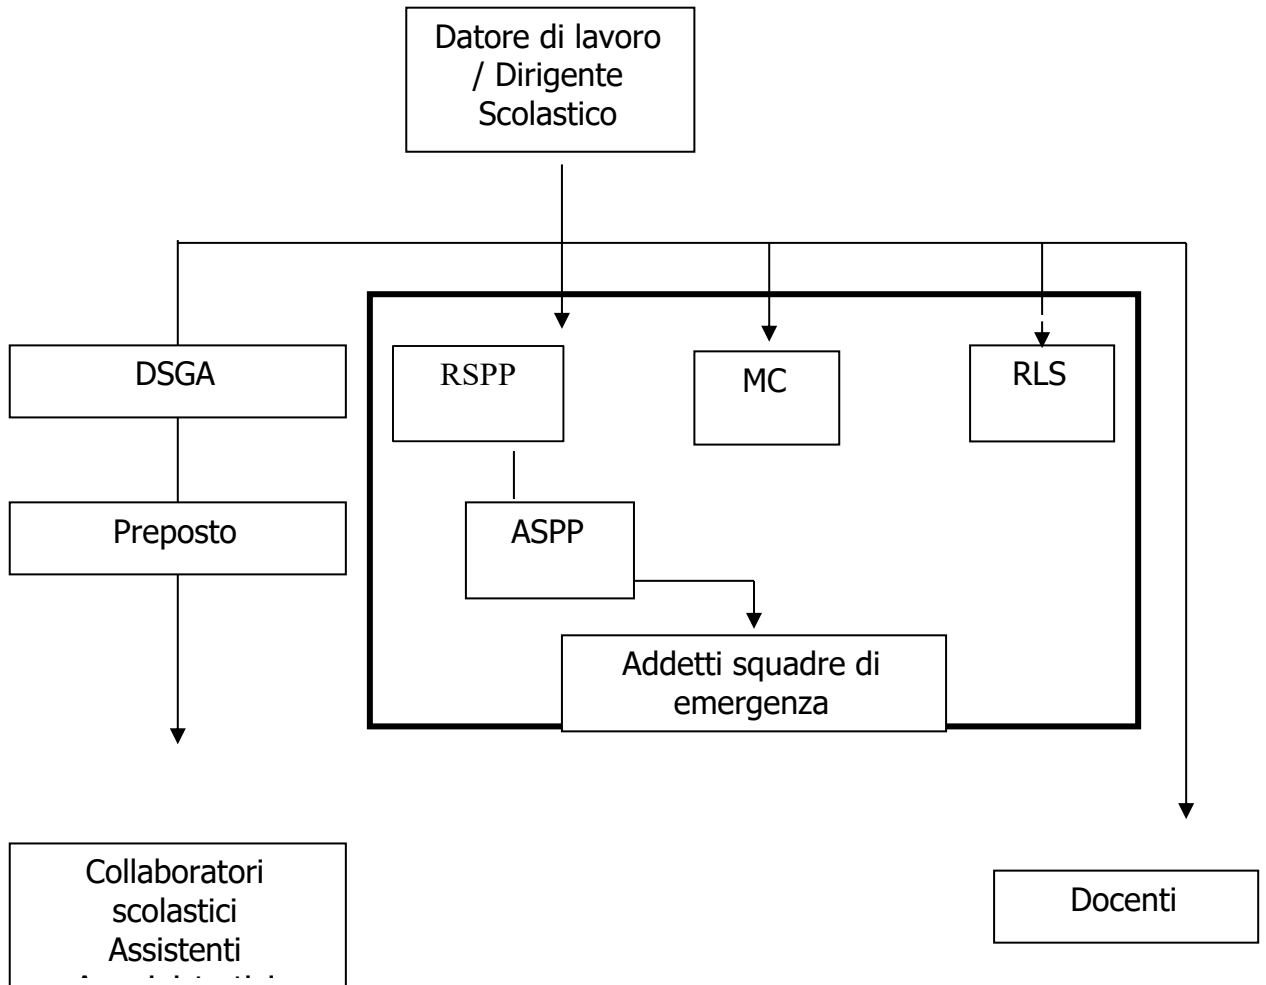 Datore di lavoro
/ Dirigente
Scolastico
DSGA
RSPP
MC
RLS
Preposto
ASPP
Addetti squadre di
emergenza
Collaboratori
scolastici
Assistenti
Docenti